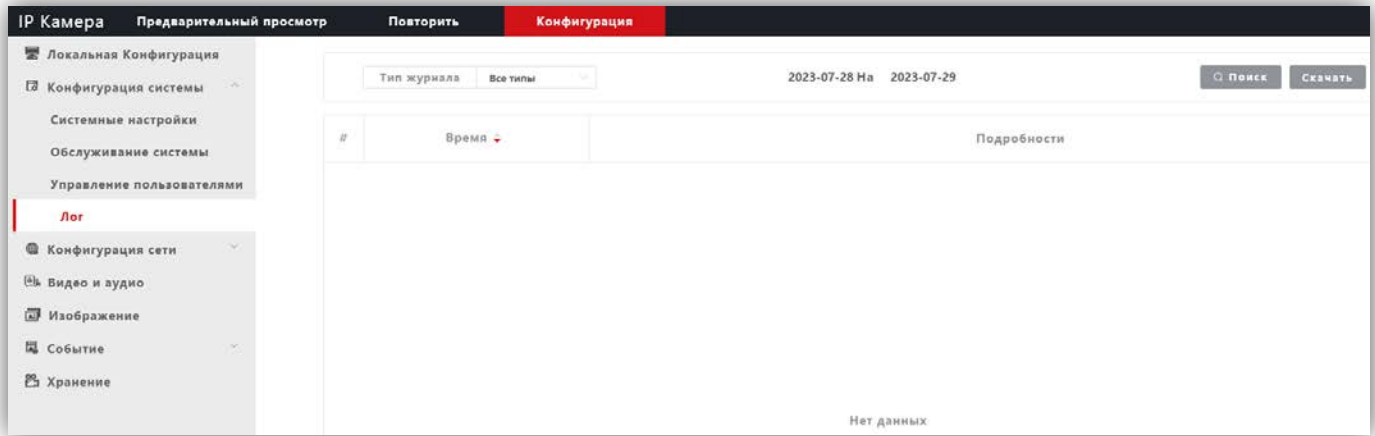 IP Камера Предварительный просмотр Повторить Конфигурация
Локальная Конфигурация
Конфигурация системы
Системные настройки
Обслуживание системы
Управление пользователями
Лог
Конфигурация сети
Видео и аудио
Изображение
Событие
Хранение
Тип журнала Все типы 2023-07-28 На 2023-07-29 Поиск Скачать
# Время Подробности
Нет данных